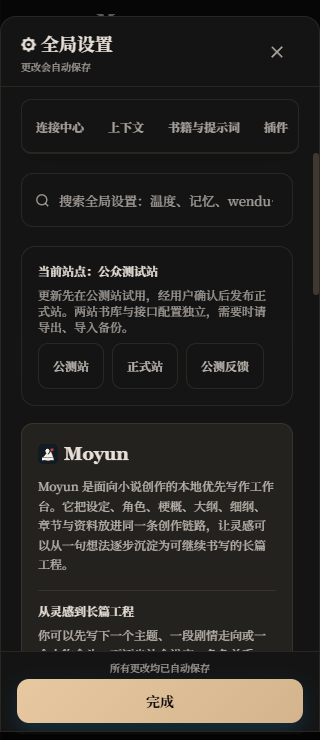 全局设置
更改会自动保存
连接中心 上下文 书籍与提示词 插件
搜索全局设置：温度、记忆、wendu
当前站点：公众测试站
更新先在公测站试用，经用户确认后发布正
式站。两站书库与接口配置独立，需要时请
导出、导入备份。
公测站 正式站 公测反馈
Moyun
Moyun 是面向小说创作的本地优先写作工作
台。它把设定、角色、梗概、大纲、细纲、
章节与资料放进同一条创作链路，让灵感可
以从一句想法逐步沉淀为可继续书写的长篇
工程。
从灵感到长篇工程
你可以先写下一个主题、一段剧情走向或一
所有更改均已自动保存
完成